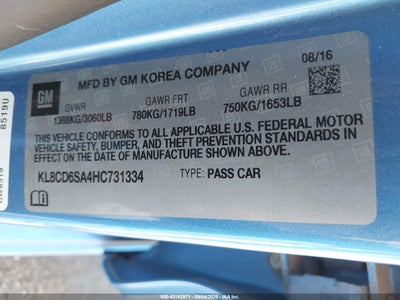 08/16
MFD BY GM KOREA COMPANY
GM
GVWR
GAWR FRT
GAWR RR
1388KG/3060LB
780KG/1719LB
750KG/1653LB
THIS VEHICLE CONFORMS TO ALL APPLICABLE U.S. FEDERAL MOTOR
VEHICLE SAFETY, BUMPER, AND THEFT PREVENTION STANDARDS IN
EFFECT ON THE DATE OF MANUFACTURE SHOWN ABOVE.
KL8CD6SA4HC731334
TYPE: PASS CAR
8519U